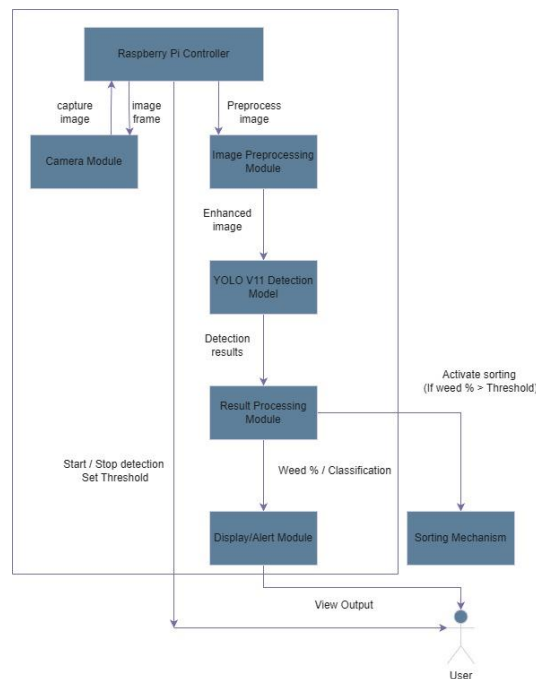 Raspberry Pi Controller
capture
image
image
frame
Preprocess
image
Camera Module
Image Preprocessing
Module
Enhanced
image
YOLO V11 Detection
Model
Detection
results
Activate sorting
(If weed % > Threshold)
Result Processing
Module
Start / Stop detection
Set Threshold
Weed % / Classification
Display/Alert Module
Sorting Mechanism
View Output
User